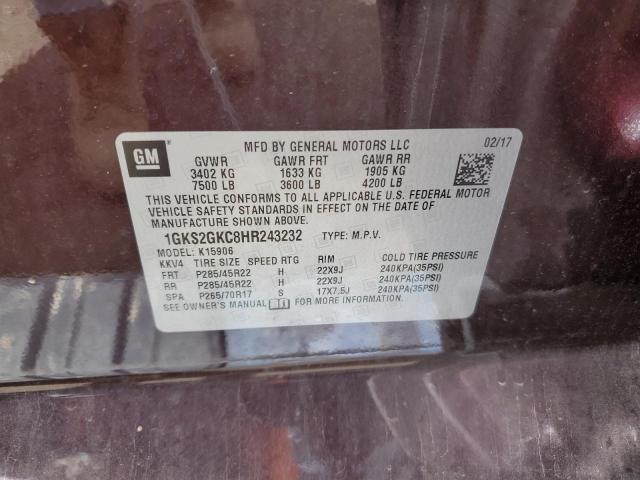 GM
MFD BY GENERAL MOTORS LLC 02/17
GVWR GAWR FRT GAWR RR
3402 KG 1633 KG 1905 KG
7500 LB 3600 LB 4200 LB
THIS VEHICLE CONFORMS TO ALL APPLICABLE U.S. FEDERAL MOTOR
VEHICLE SAFETY STANDARDS IN EFFECT ON THE DATE OF
MANUFACTURE SHOWN ABOVE.
1GKS2GKC8HR243232 TYPE: M.P.V.
MODEL: K15906
KKV4 TIRE SIZE SPEED RTG RIM COLD TIRE PRESSURE
FRT P285/45R22 H 22X9J 240KPA(35PSI)
RR P285/45R22 H 22X9J 240KPA(35PSI)
SPA P265/70R17 S 17X7.5J 240KPA(35PSI)
SEE OWNER'S MANUAL FOR MORE INFORMATION.